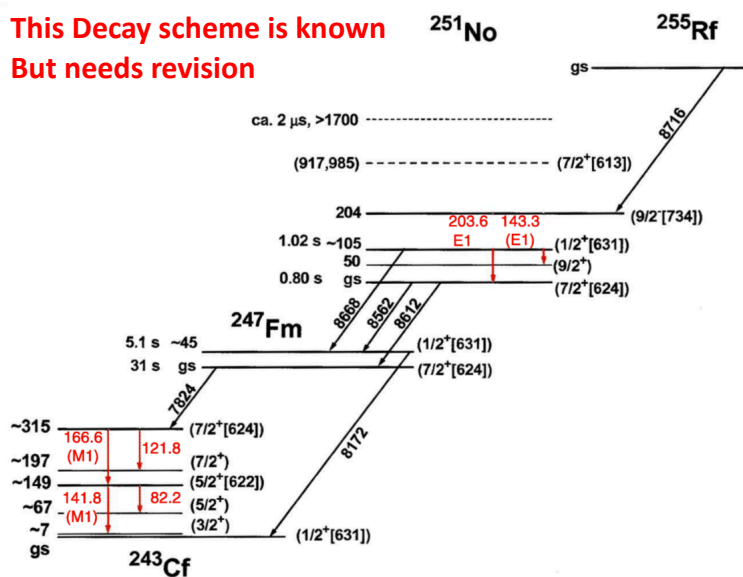 This Decay scheme is known
But needs revision
251No
255Rf
gs
8716
ca. 2 μs, >1700
(917,985)
(7/2+[613])
204
203.6
E1
143.3
(E1)
(9/2-[734])
1.02 s ~105
(1/2+[631])
50
(9/2+)
0.80 s gs
(7/2+[624])
8668
8562
8612
247Fm
5.1 s ~45
(1/2+[631])
31 s gs
(7/2+[624])
7824
8172
~315
(7/2+[624])
166.6
(M1)
121.8
~197
(7/2+)
~149
(5/2+[622])
141.8
(M1)
82.2
~67
(5/2+)
~7
(3/2+)
gs
(1/2+[631])
243Cf